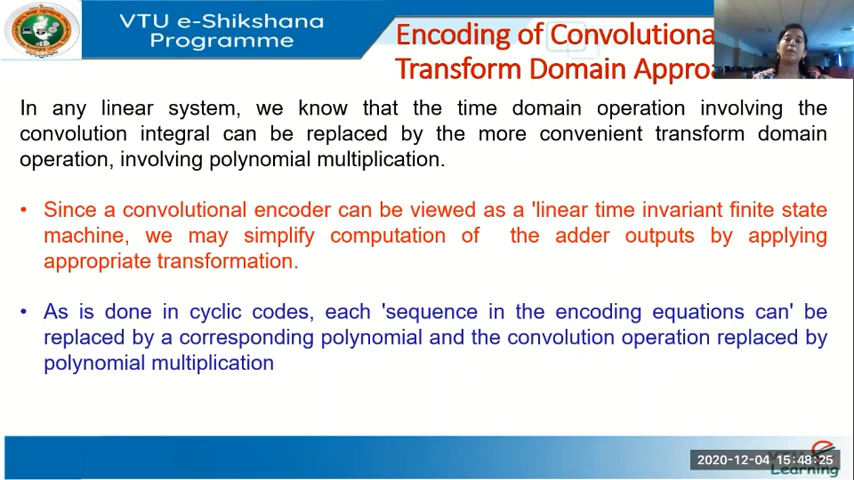 VTU e-Shikshana
Programme
Encoding of Convolutiona
Transform Domain Approa
In any linear system, we know that the time domain operation involving the
convolution integral can be replaced by the more convenient transform domain
operation, involving polynomial multiplication.
• Since a convolutional encoder can be viewed as a 'linear time invariant finite state
machine, we may simplify computation of the adder outputs by applying
appropriate transformation.
• As is done in cyclic codes, each 'sequence in the encoding equations can' be
replaced by a corresponding polynomial and the convolution operation replaced by
polynomial multiplication
2020-12-04 15:48:25
Learning